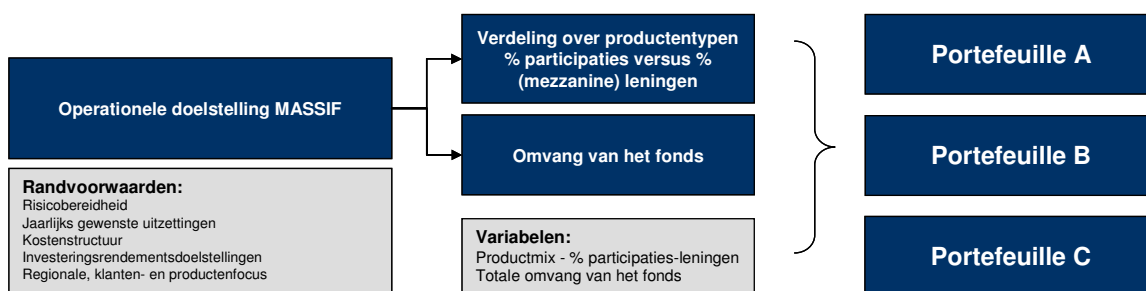 Operationele doelstelling MASSIF
Randvoorwaarden:
Risicobereidheid
Jaarlijks gewenste uitzettingen
Kostenstructuur
Investeringsrendementsdoelstellingen
Regionale, klanten- en productenfocus
Verdeling over productentypen
% participaties versus %
(mezzanine) leningen
Omvang van het fonds
Variabelen:
Productmix - % participaties-leningen
Totale omvang van het fonds
Portefeuille A
Portefeuille B
Portefeuille C